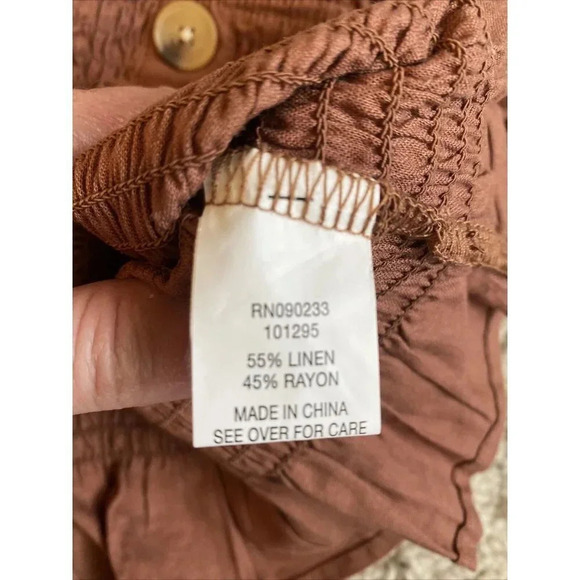 RN090233
101295
55% LINEN
45% RAYON
MADE IN CHINA
SEE OVER FOR CARE